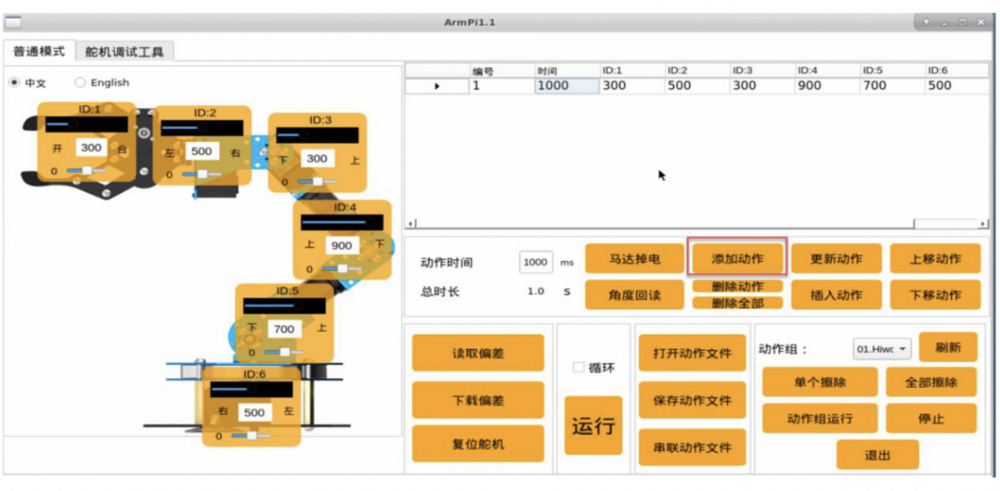 ArmPi1.1
普通模式 舵机调试工具
中文 English
编号 时间 ID:1 ID:2 ID:3 ID:4 ID:5 ID:6
1 1000 300 500 300 900 700 500
ID:1
开 300 合
0
ID:2
左 500 右
0
ID:3
下 300 上
0
ID:4
上 900 下
0
ID:5
下 700 上
0
ID:6
右 500 左
0
动作时间 1000 ms 马达掉电 添加动作 更新动作 上移动作
总时长 1.0 S 角度回读 删除动作 插入动作 下移动作
删除全部
读取偏差
下载偏差
复位舵机
循环
运行
打开动作文件
保存动作文件
串联动作文件
动作组: 01.Hiwc 刷新
单个擦除 全部擦除
动作组运行 停止
退出